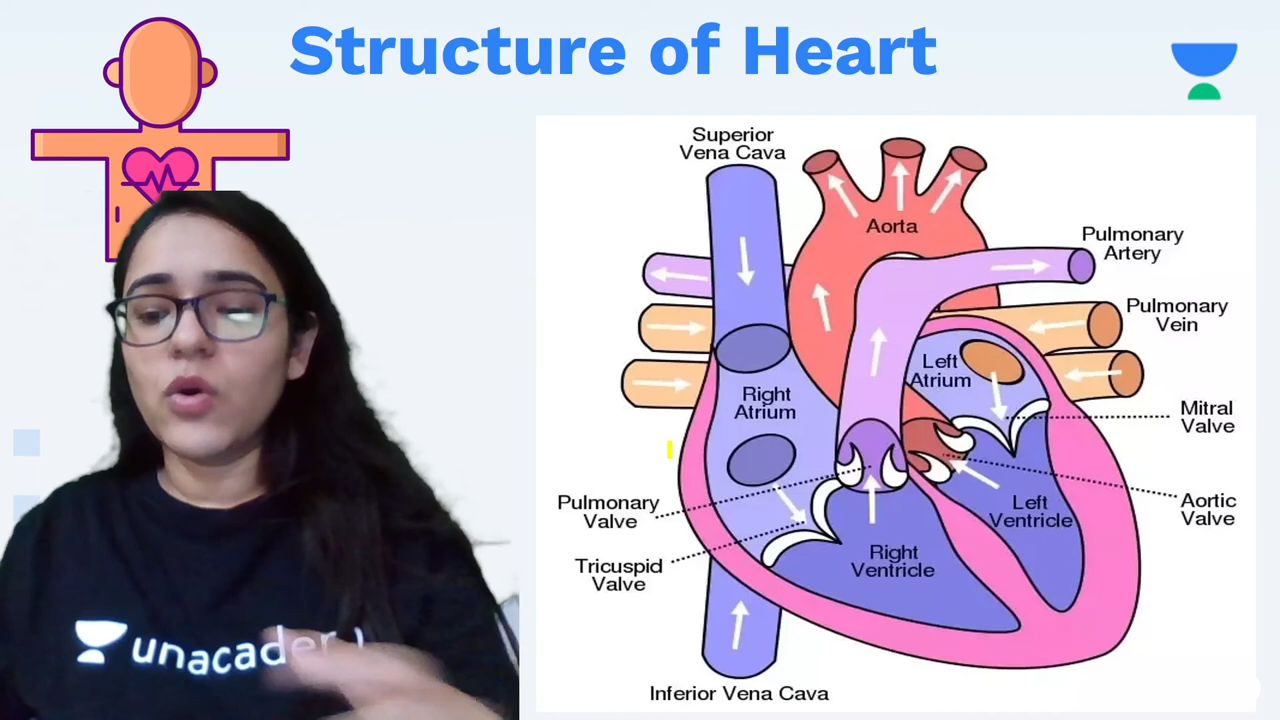 Structure of Heart
Superior
Vena Cava
Aorta
Pulmonary
Artery
Pulmonary
Vein
Left
Atrium
Right
Atrium
Mitral
Valve
Pulmonary
Valve
Left
Ventricle
Aortic
Valve
Right
Ventricle
Tricuspid
Valve
Inferior Vena Cava